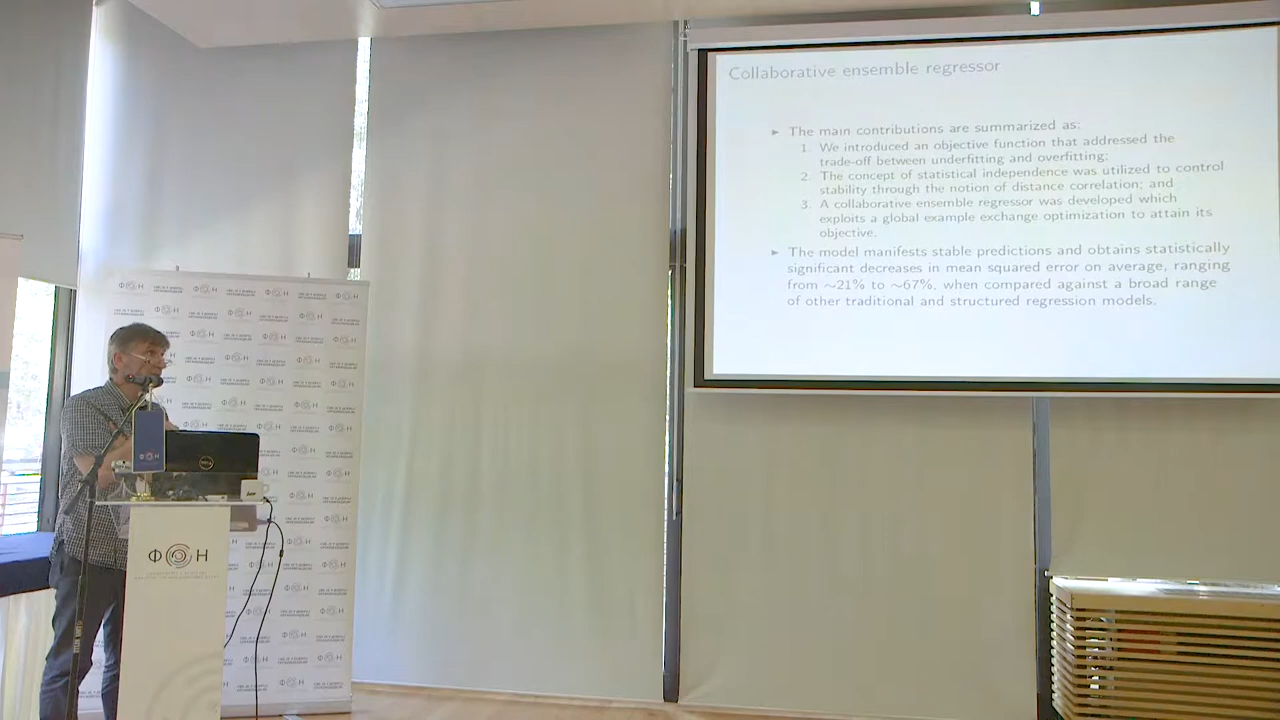 Collaborative ensemble regressor
► The main contributions are summarized as:
1. We introduced an objective function that addressed the
trade-off between underfitting and overfitting;
2. The concept of statistical independence was utilized to control
stability through the notion of distance correlation; and
3. A collaborative ensemble regressor was developed which
exploits a global example exchange optimization to attain its
objective.
► The model manifests stable predictions and obtains statistically
significant decreases in mean squared error on average, ranging
from ~21% to ~67%, when compared against a broad range
of other traditional and structured regression models.
DELL
ФОН